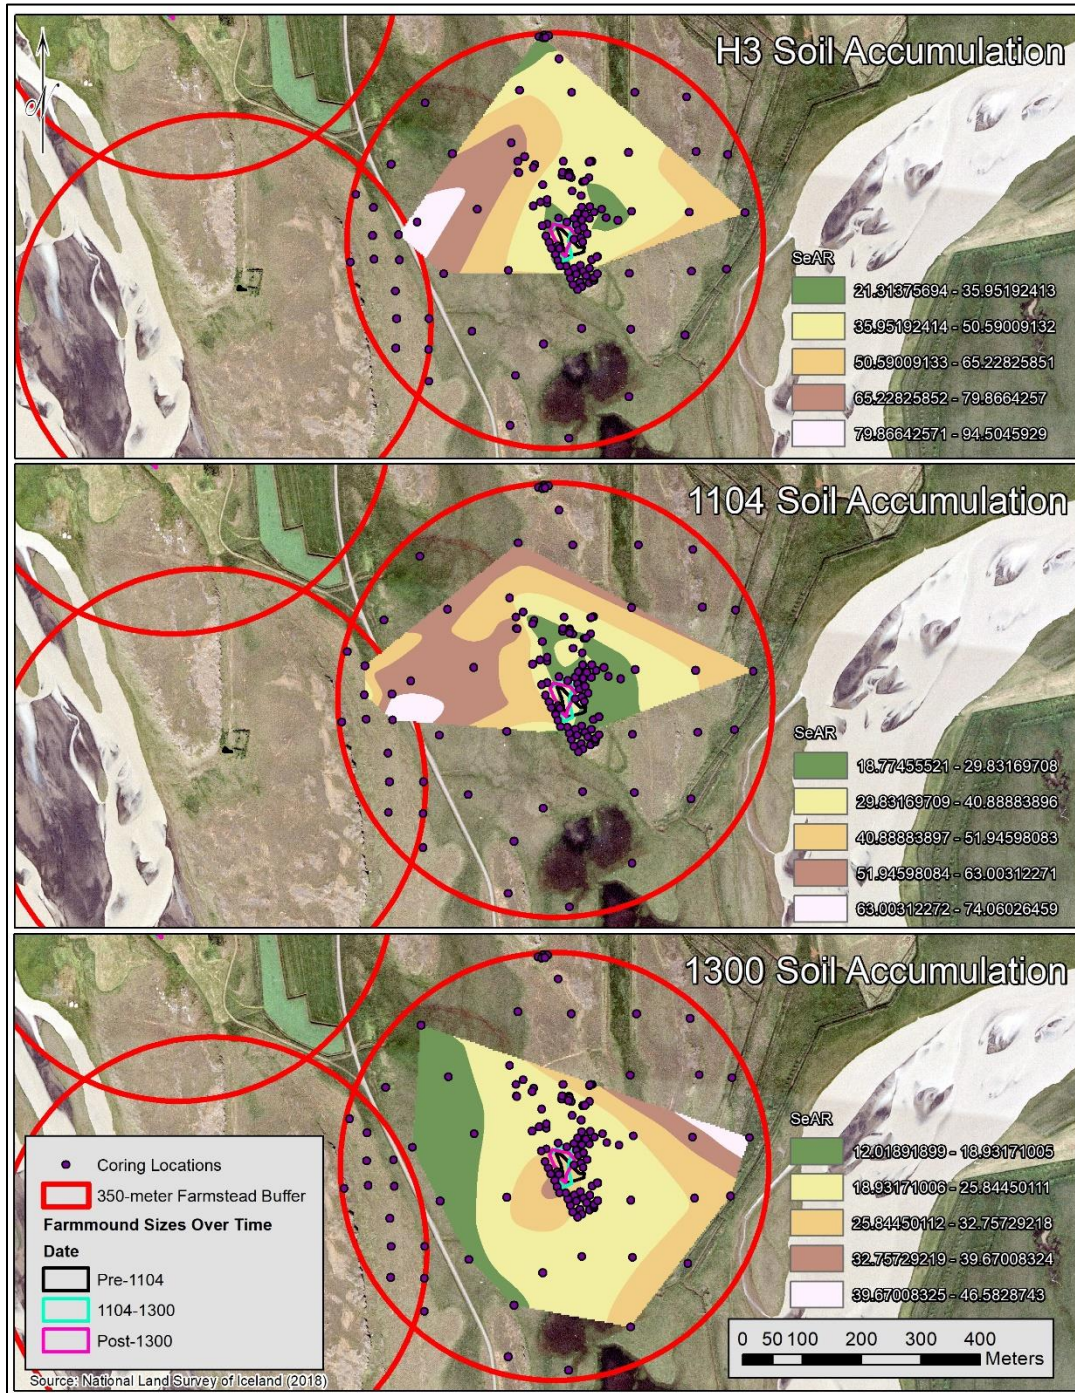 H3 Soil Accumulation
N
SeAR
21.31375694 - 35.95192413
35.95192414 - 50.59009132
50.59009133 - 65.22825851
65.22825852 - 79.8664257
79.86642571 - 94.5045929
1104 Soil Accumulation
SeAR
18.77455521 - 29.83169708
29.83169709 - 40.88883896
40.88883897 - 51.94598083
51.94598084 - 63.00312271
63.00312272 - 74.06026459
1300 Soil Accumulation
SeAR
12.01891899 - 18.93171005
18.93171006 - 25.84450111
25.84450112 - 32.75729218
32.75729219 - 39.67008324
39.67008325 - 46.5828743
Coring Locations
350-meter Farmstead Buffer
Farmmound Sizes Over Time
Date
Pre-1104
1104-1300
Post-1300
0 50 100 200 300 400
Meters
Source: National Land Survey of Iceland (2018)